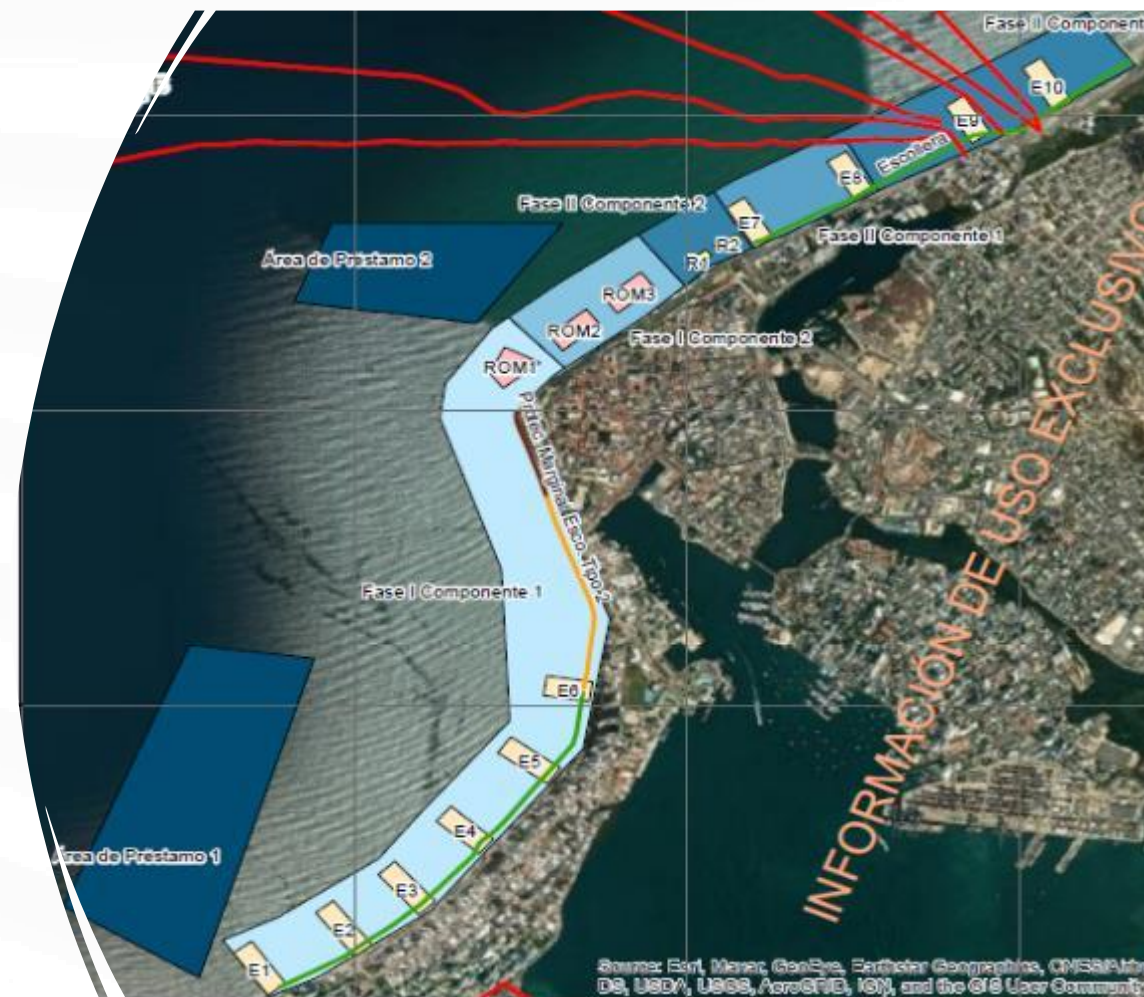 Fase II Component
E10
E9
Escollera
E8
Fase II Componente 2
E7
Fase II Componente 1
R2
R1
Área de Préstamo 2
ROM3
ROM2
Fase I Componente 2
ROM1
Protec. Marginal Esco. Tipo 2
INFORMACIÓN DE USO EXCLUSIVO
Fase I Componente 1
E6
E5
E4
Área de Préstamo 1
E3
E2
E1
Source: Esri, Maxar, GeoEye, Earthstar Geographics, CNES/Airbu
DS, USDA, USGS, AeroGRID, IGN, and the GIS User Communit